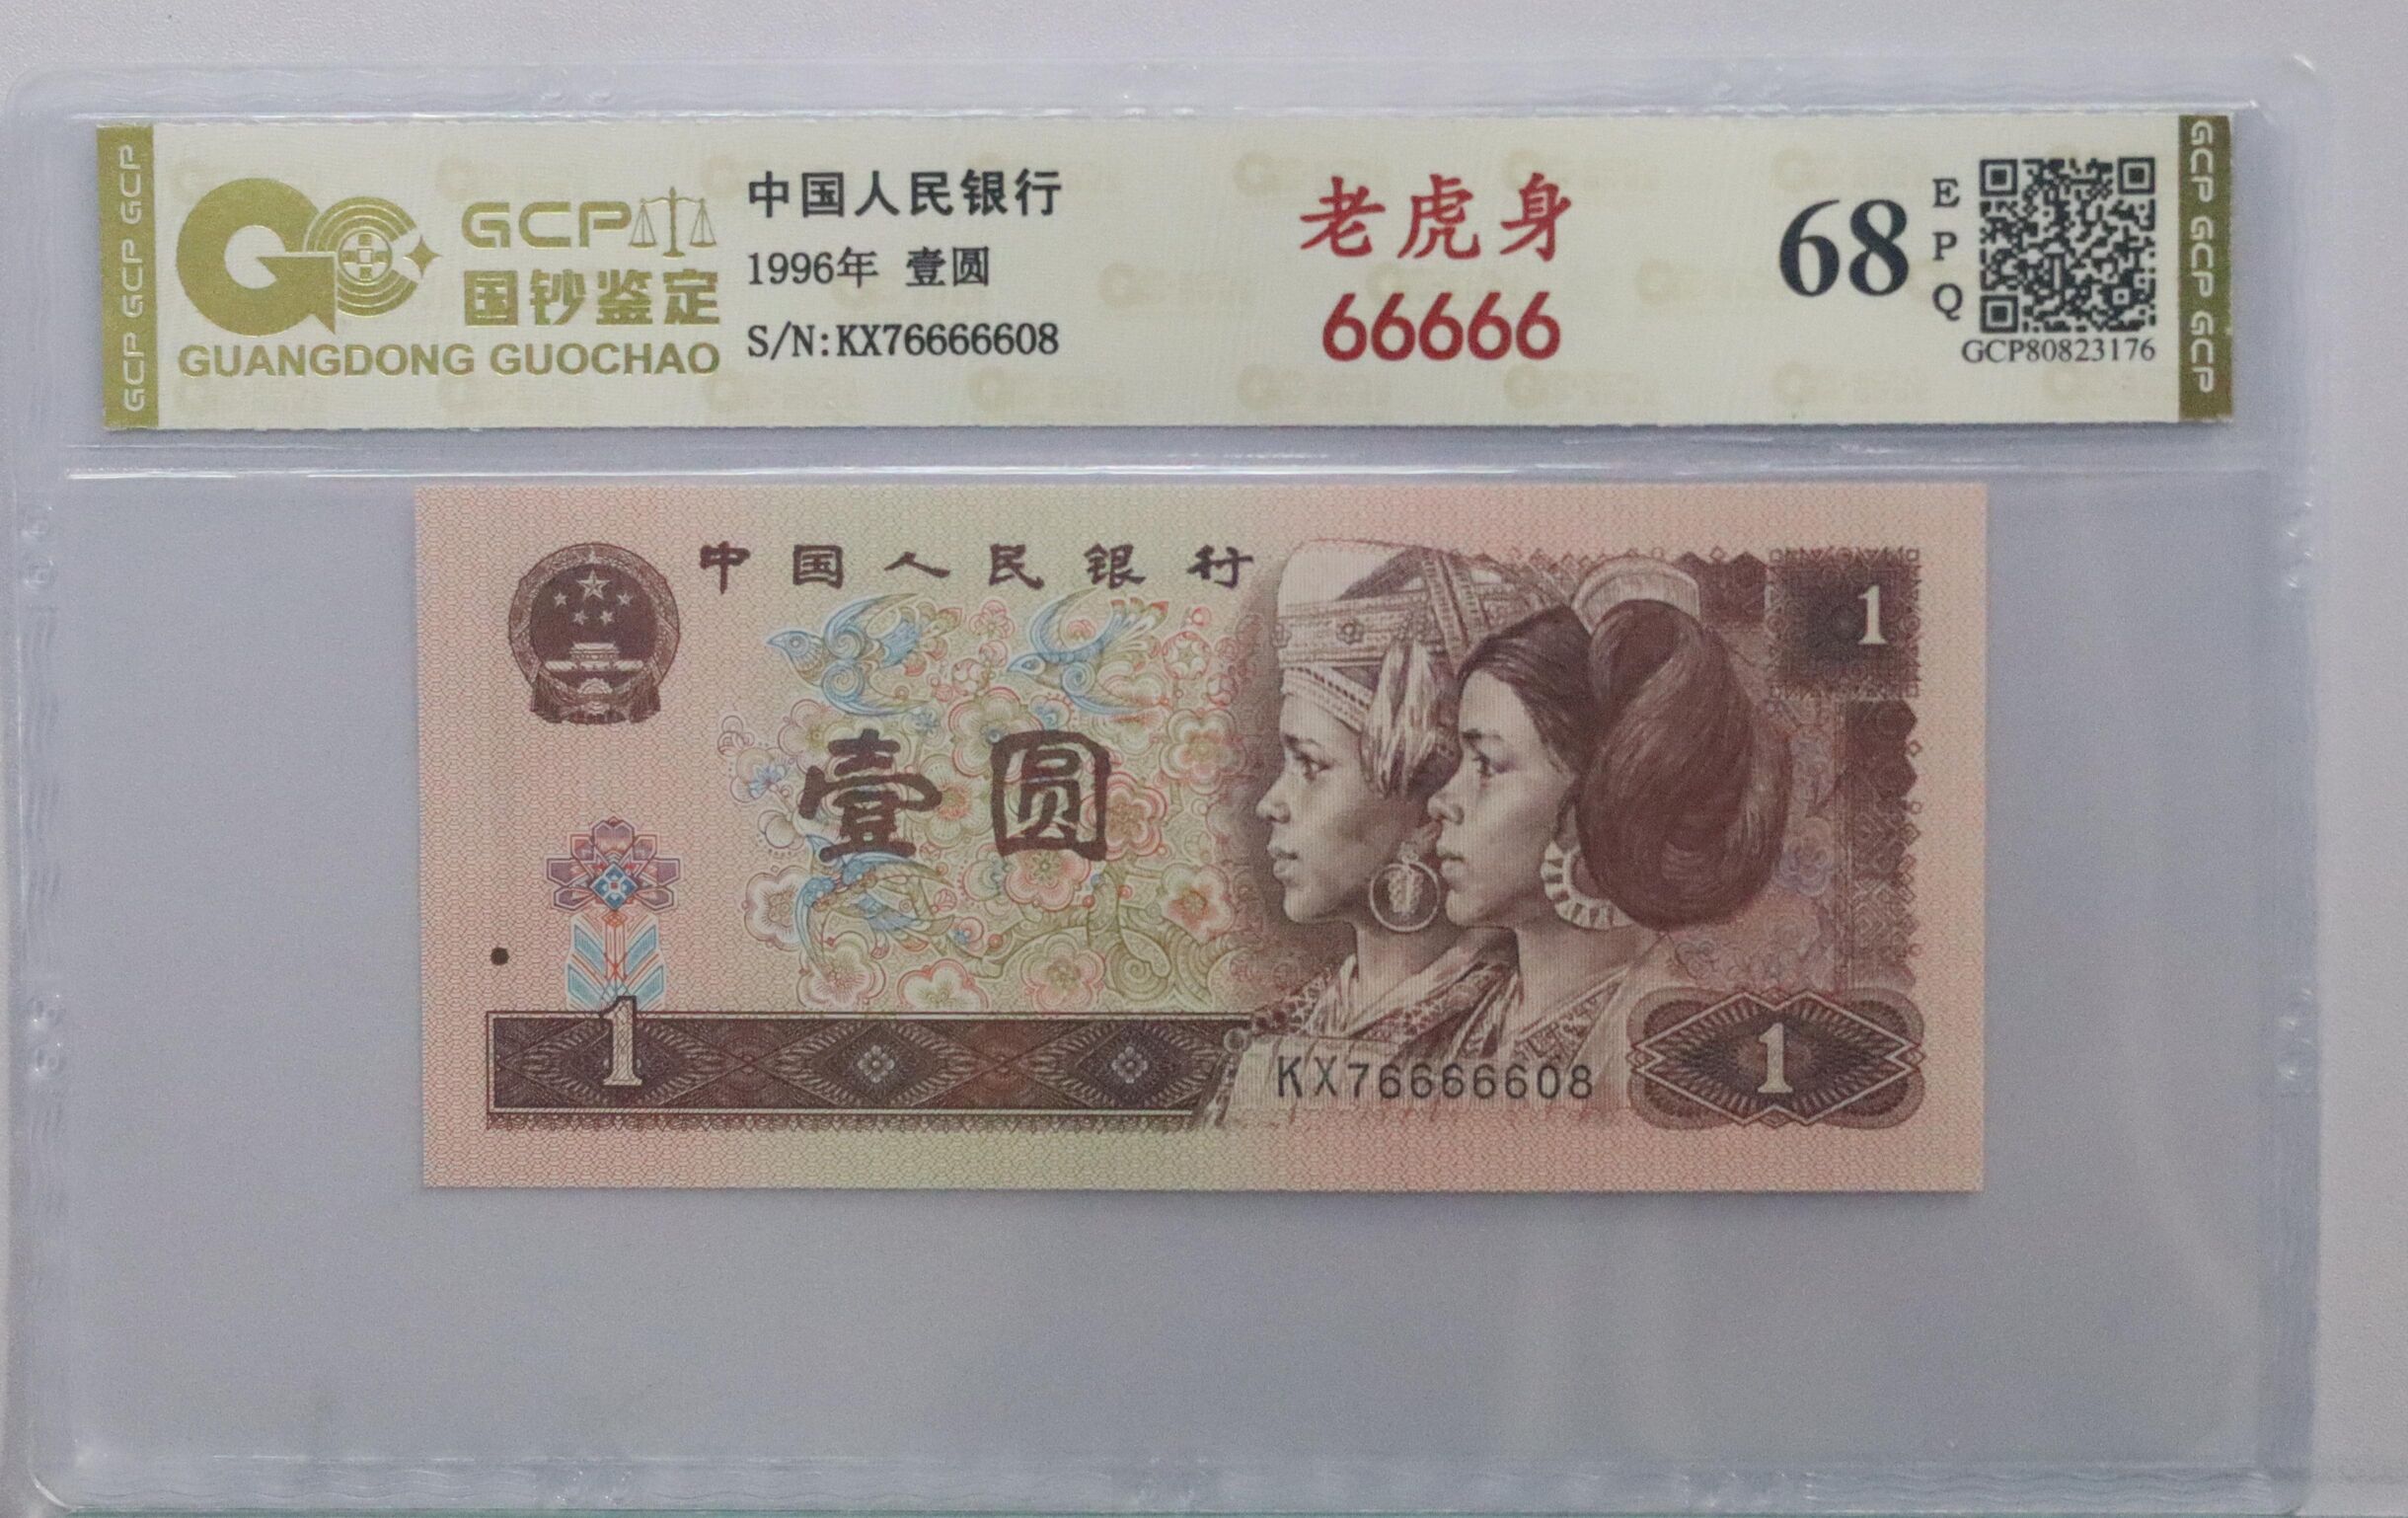 GCP GCP GCP
GCP
国钞鉴定
GUANGDONG GUOCHAO
中国人民银行
1996年 壹圆
S/N:KX76666608
老虎身
66666
68
E
P
Q
GCP80823176
GCP GCP GCP
中国人民银行
1
壹圆
1
KX76666608
1